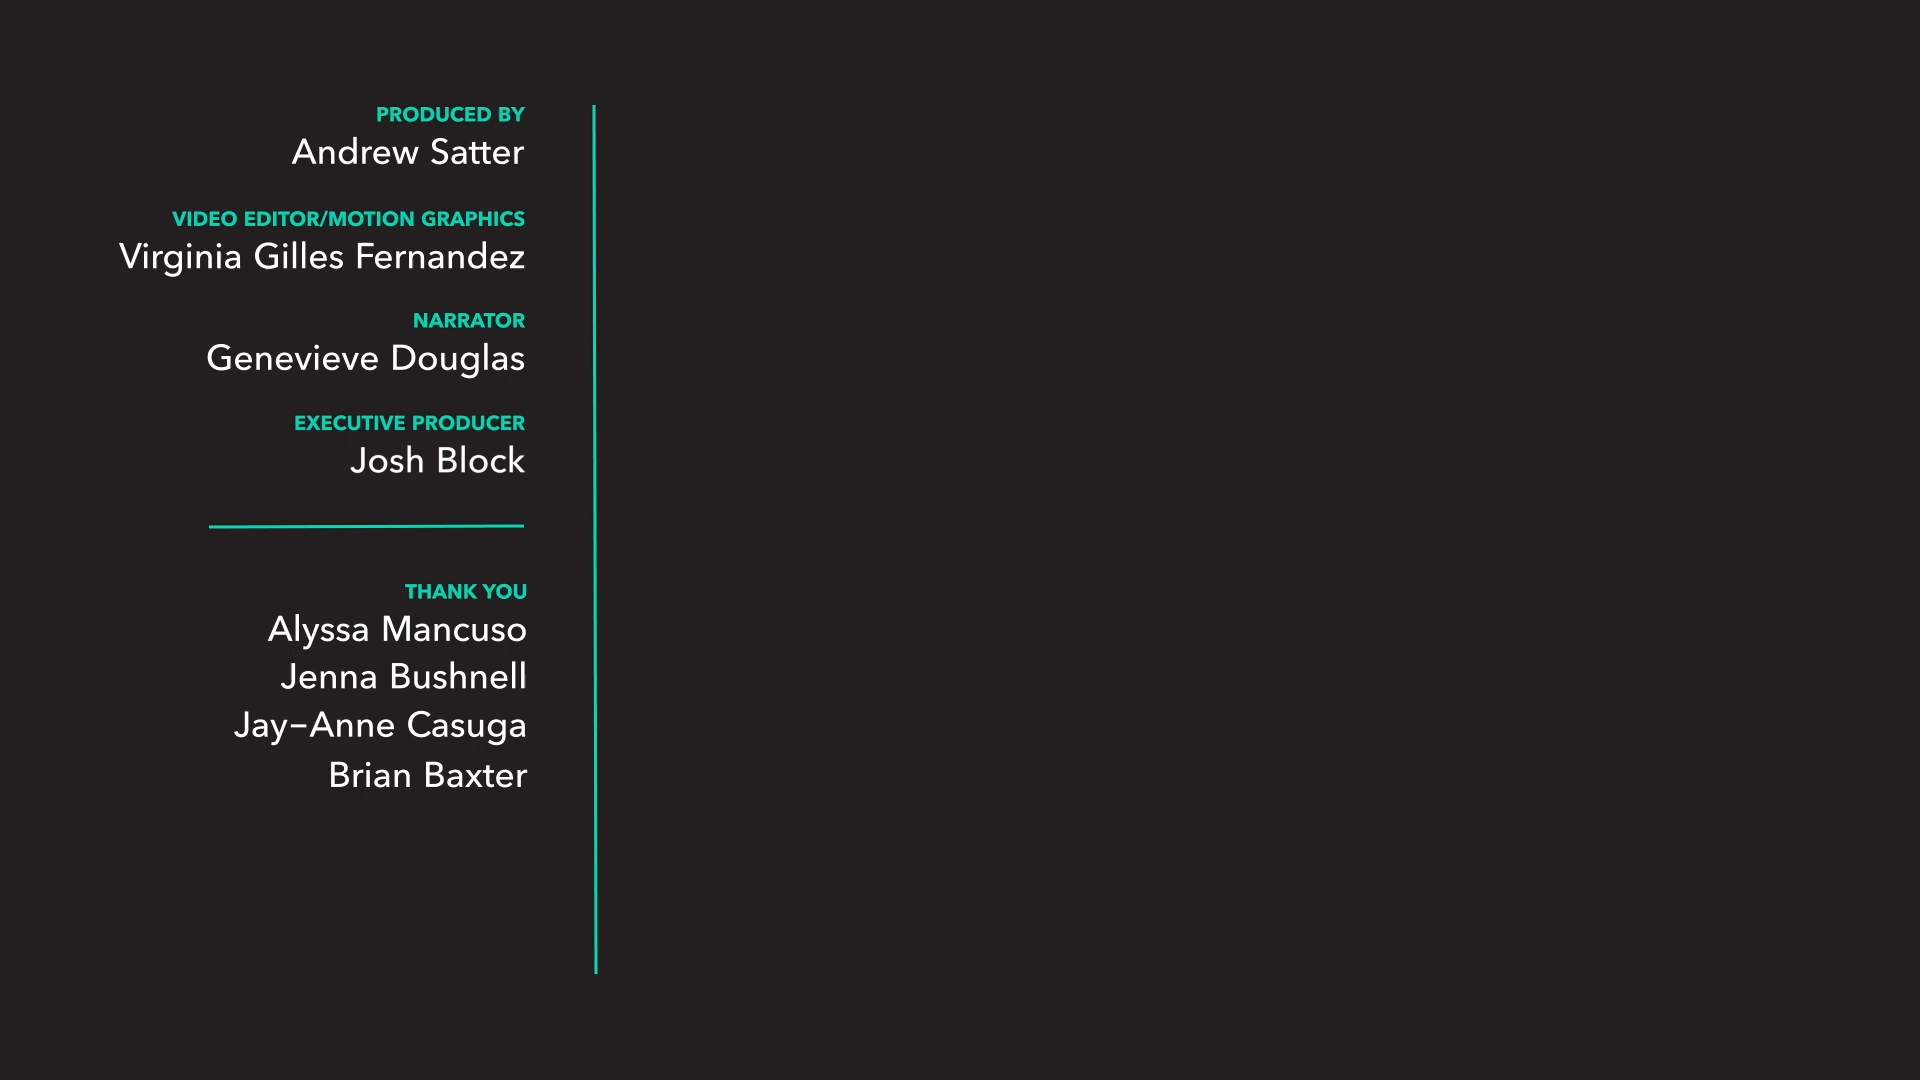 PRODUCED BY
Andrew Satter
VIDEO EDITOR/MOTION GRAPHICS
Virginia Gilles Fernandez
NARRATOR
Genevieve Douglas
EXECUTIVE PRODUCER
Josh Block
THANK YOU
Alyssa Mancuso
Jenna Bushnell
Jay–Anne Casuga
Brian Baxter